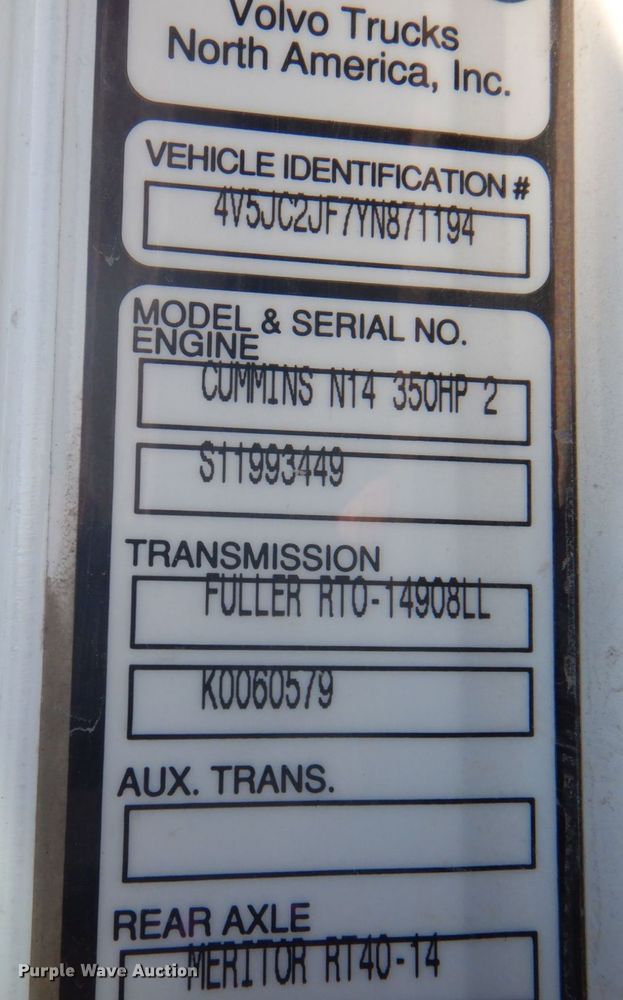 Volvo Trucks
North America, Inc.
VEHICLE IDENTIFICATION #
4V5JC2JF7YN871194
MODEL & SERIAL NO.
ENGINE
CUMMINS N14 350HP 2
S11993449
TRANSMISSION
FULLER RTO-14908LL
K0060579
AUX. TRANS.
REAR AXLE
MERITOR RT40-14
Purple Wave Auction